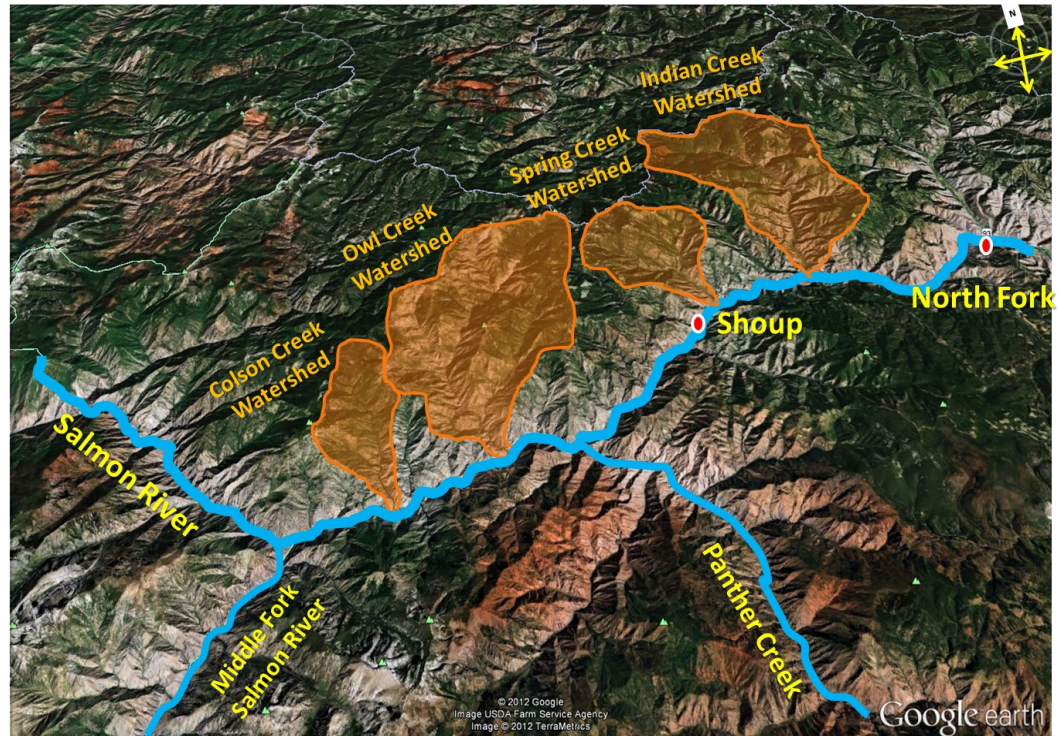 N
Indian Creek
Watershed
Spring Creek
Watershed
Owl Creek
Watershed
93
North Fork
Shoup
Colson Creek
Watershed
Salmon River
Panther Creek
Middle Fork
Salmon River
© 2012 Google
Image USDA Farm Service Agency
Image © 2012 TerraMetrics
Google earth